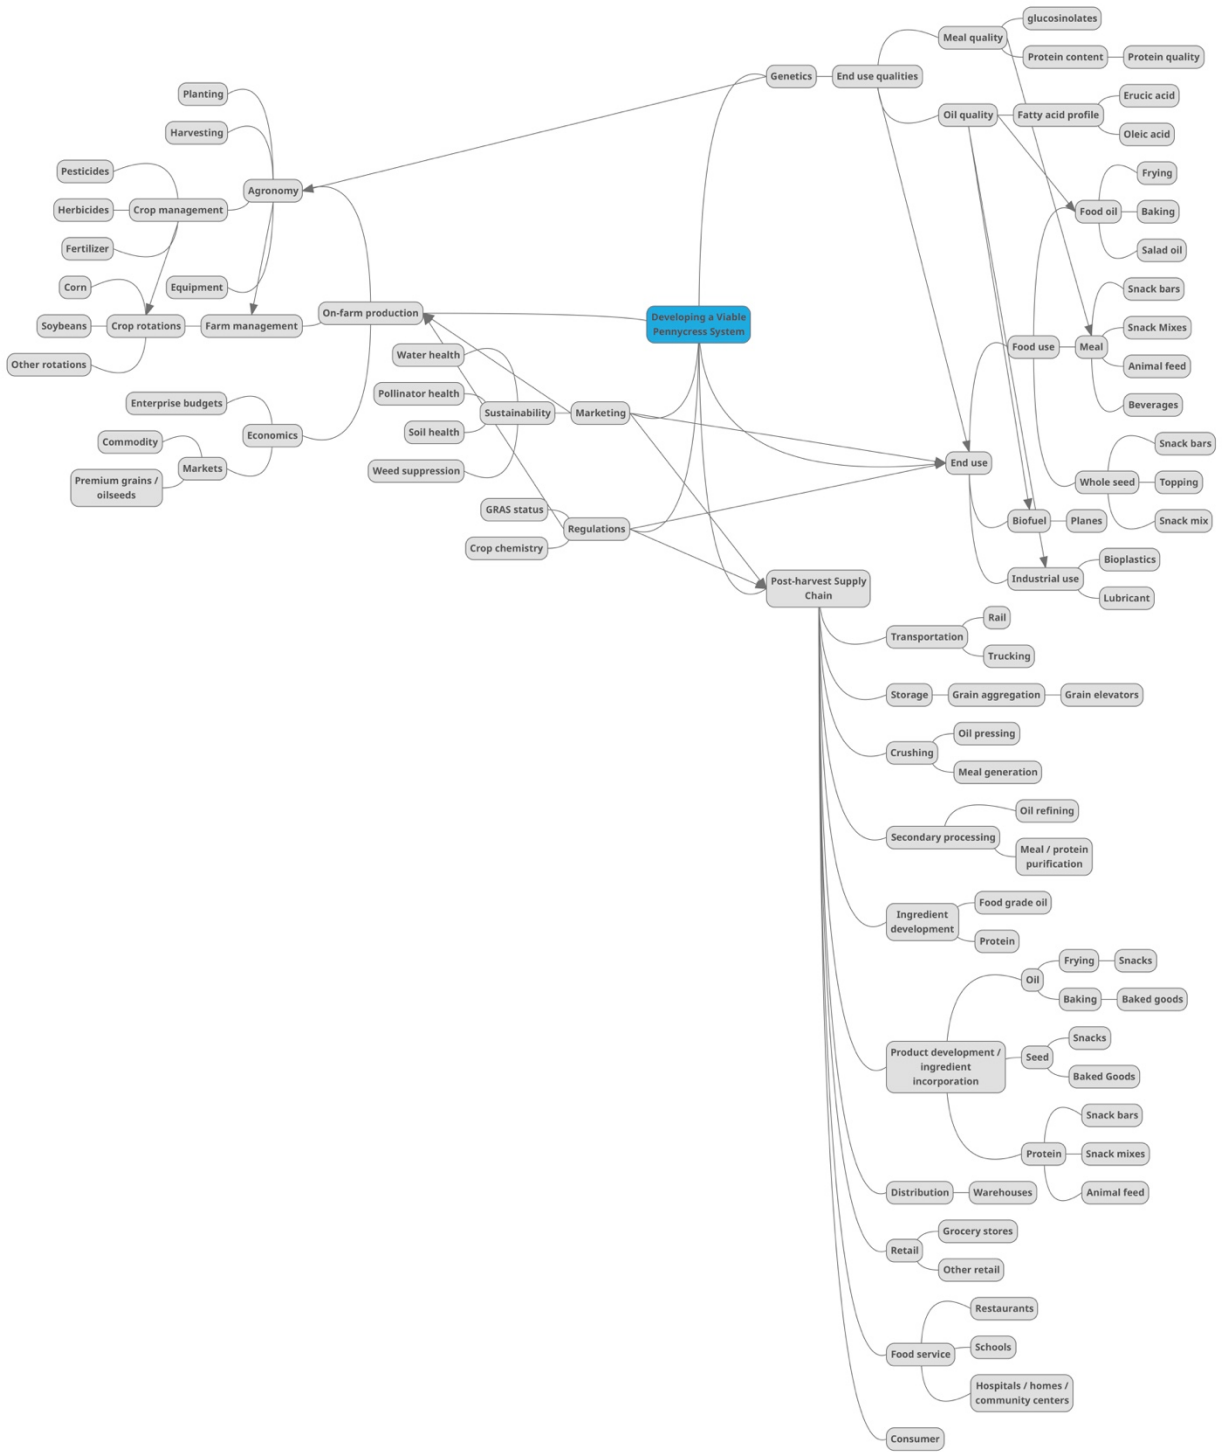 glucosinolates
Meal quality
Protein content
Protein quality
Genetics
End use qualities
Erucic acid
Oil quality
Fatty acid profile
Oleic acid
Planting
Harvesting
Pesticides
Agronomy
Herbicides
Crop management
Fertilizer
Equipment
Corn
Soybeans
Crop rotations
Farm management
Other rotations
On-farm production
Developing a Viable
Pennycress System
Frying
Food oil
Baking
Salad oil
Snack bars
Snack Mixes
Food use
Meal
Animal feed
Beverages
Water health
Pollinator health
Sustainability
Marketing
Soil health
Weed suppression
Enterprise budgets
Economics
Commodity
Markets
Premium grains /
oilseeds
End use
Snack bars
Whole seed
Topping
Snack mix
GRAS status
Regulations
Crop chemistry
Biofuel
Planes
Bioplastics
Industrial use
Lubricant
Post-harvest Supply
Chain
Rail
Transportation
Trucking
Storage
Grain aggregation
Grain elevators
Oil pressing
Crushing
Meal generation
Oil refining
Secondary processing
Meal / protein
purification
Food grade oil
Ingredient
development
Protein
Frying
Snacks
Oil
Baking
Baked goods
Product development /
ingredient
incorporation
Snacks
Seed
Baked Goods
Snack bars
Protein
Snack mixes
Animal feed
Distribution
Warehouses
Grocery stores
Retail
Other retail
Restaurants
Food service
Schools
Hospitals / homes /
community centers
Consumer